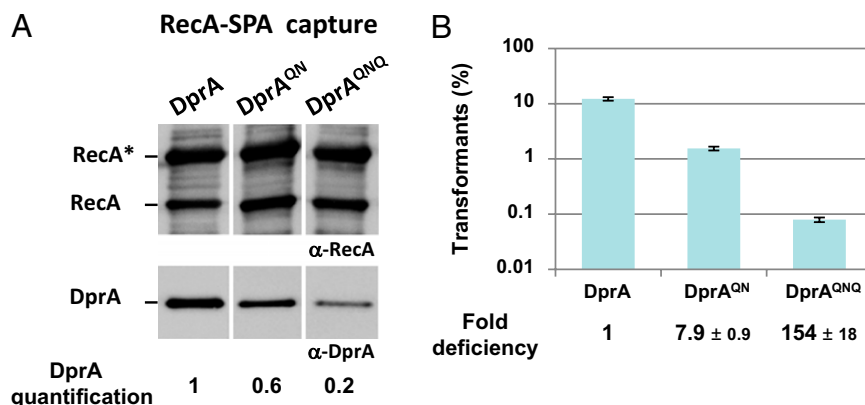 A
RecA-SPA capture
DprA DprA^QN DprA^QNQ
RecA*
RecA
α-RecA
DprA
α-DprA
DprA quantification 1 0.6 0.2
B
Transformants (%)
100
10
1
0.1
0.01
DprA DprA^QN DprA^QNQ
Fold deficiency 1 7.9 ± 0.9 154 ± 18